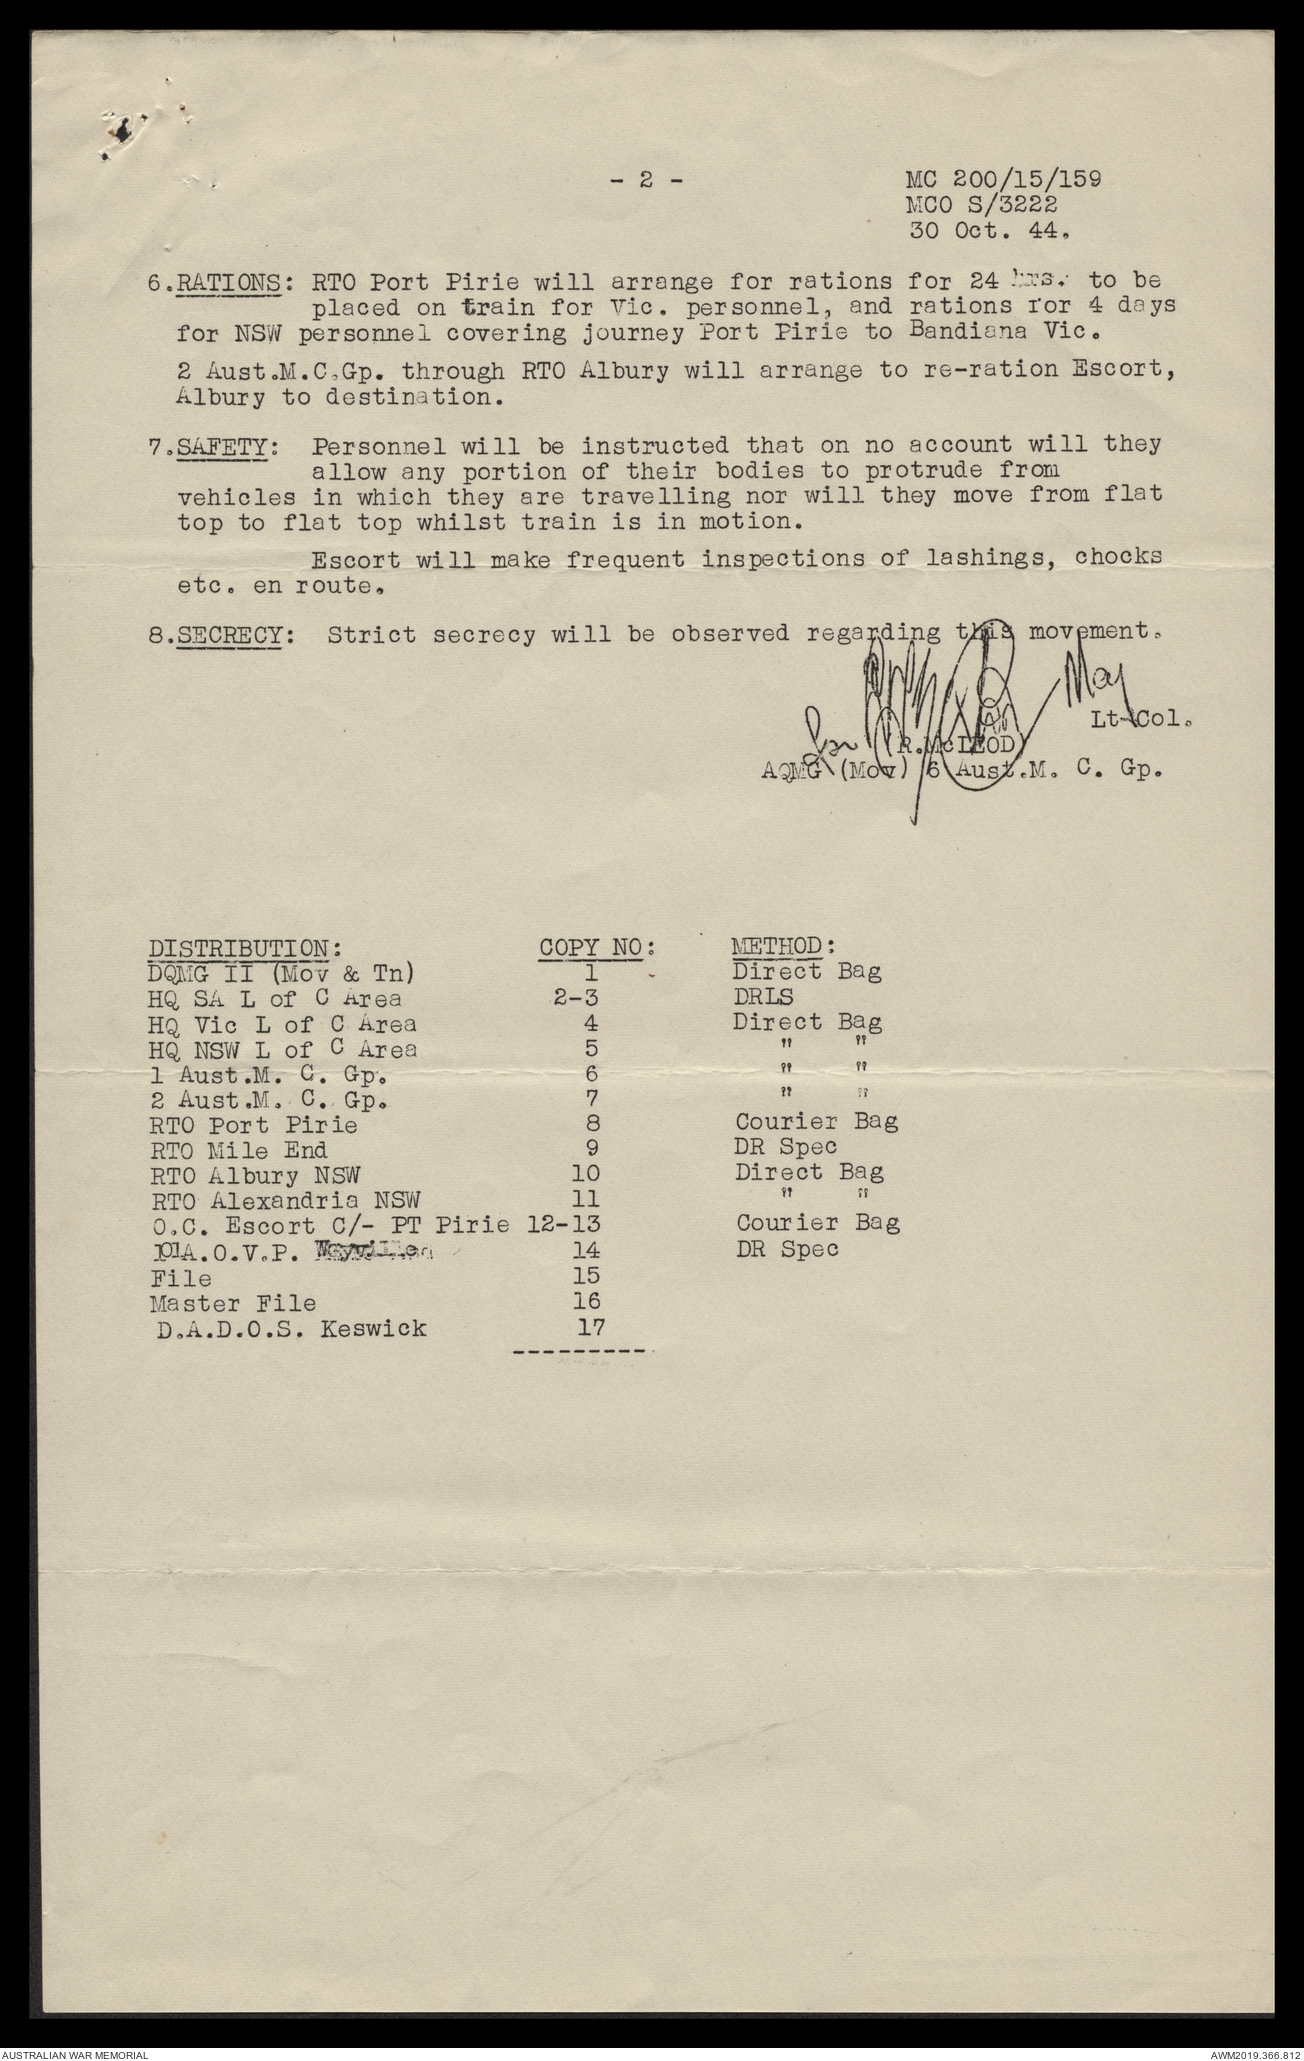 - 2 -
MC 200/15/159
MCO S/3222
30 Oct. 44.
6.RATIONS: RTO Port Pirie will arrange for rations for 24 hrs. to be
placed on train for Vic. personnel, and rations for 4 days
for NSW personnel covering journey Port Pirie to Bandiana Vic.
2 Aust.M.C.Gp. through RTO Albury will arrange to re-ration Escort,
Albury to destination.
7.SAFETY: Personnel will be instructed that on no account will they
allow any portion of their bodies to protrude from
vehicles in which they are travelling nor will they move from flat
top to flat top whilst train is in motion.
Escort will make frequent inspections of lashings, chocks
etc. en route.
8.SECRECY: Strict secrecy will be observed regarding this movement.
for May
Lt-Col.
(R.McLEOD)
AQMG (Mov) 6 Aust.M. C. Gp.
DISTRIBUTION: COPY NO: METHOD:
DQMG II (Mov & Tn) 1 Direct Bag
HQ SA L of C Area 2-3 DRLS
HQ Vic L of C Area 4 Direct Bag
HQ NSW L of C Area 5 " "
1 Aust.M. C. Gp. 6 " "
2 Aust.M. C. Gp. 7 " "
RTO Port Pirie 8 Courier Bag
RTO Mile End 9 DR Spec
RTO Albury NSW 10 Direct Bag
RTO Alexandria NSW 11 " "
O.C. Escort C/- PT Pirie 12-13 Courier Bag
A.O.V.P. Wayville 14 DR Spec
File 15
Master File 16
D.A.D.O.S. Keswick 17
---------
AUSTRALIAN WAR MEMORIAL
AWM2019.366.812